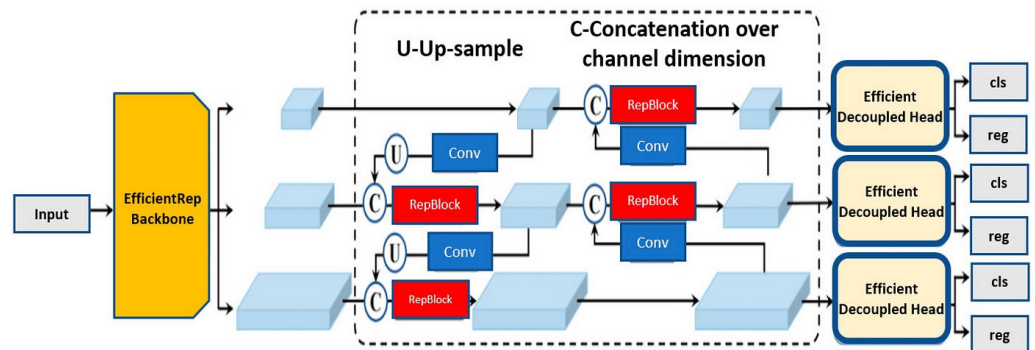 U-Up-sample
C-Concatenation over
channel dimension
Input
EfficientRep
Backbone
C
RepBlock
Efficient
Decoupled Head
cls
reg
U
Conv
Conv
C
RepBlock
C
RepBlock
Efficient
Decoupled Head
cls
reg
U
Conv
Conv
C
RepBlock
Efficient
Decoupled Head
cls
reg